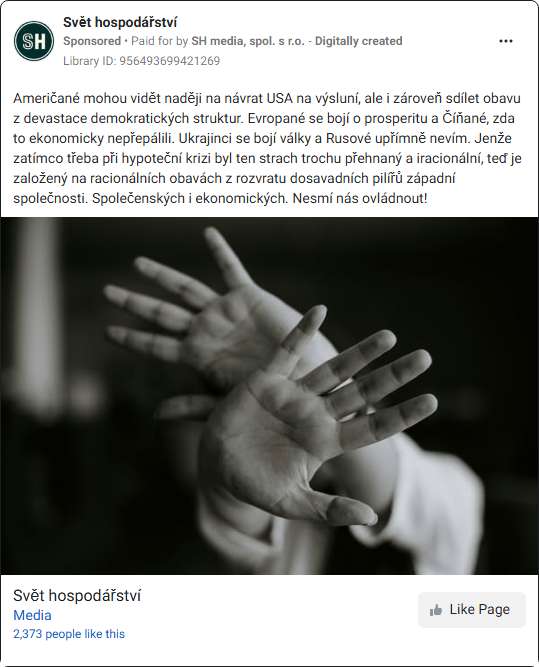 Svět hospodářství
SH
Sponsored • Paid for by SH media, spol. s r.o. - Digitally created
Library ID: 956493699421269
Američané mohou vidět naději na návrat USA na výsluní, ale i zároveň sdílet obavu
z devastace demokratických struktur. Evropané se bojí o prosperitu a Číňané, zda
to ekonomicky nepřepálili. Ukrajinci se bojí války a Rusové upřímně nevím. Jenže
zatímco třeba při hypoteční krizi byl ten strach trochu přehnaný a iracionální, teď je
založený na racionálních obavách z rozvratu dosavadních pilířů západní
společnosti. Společenských i ekonomických. Nesmí nás ovládnout!
Svět hospodářství
Media
2,373 people like this
Like Page